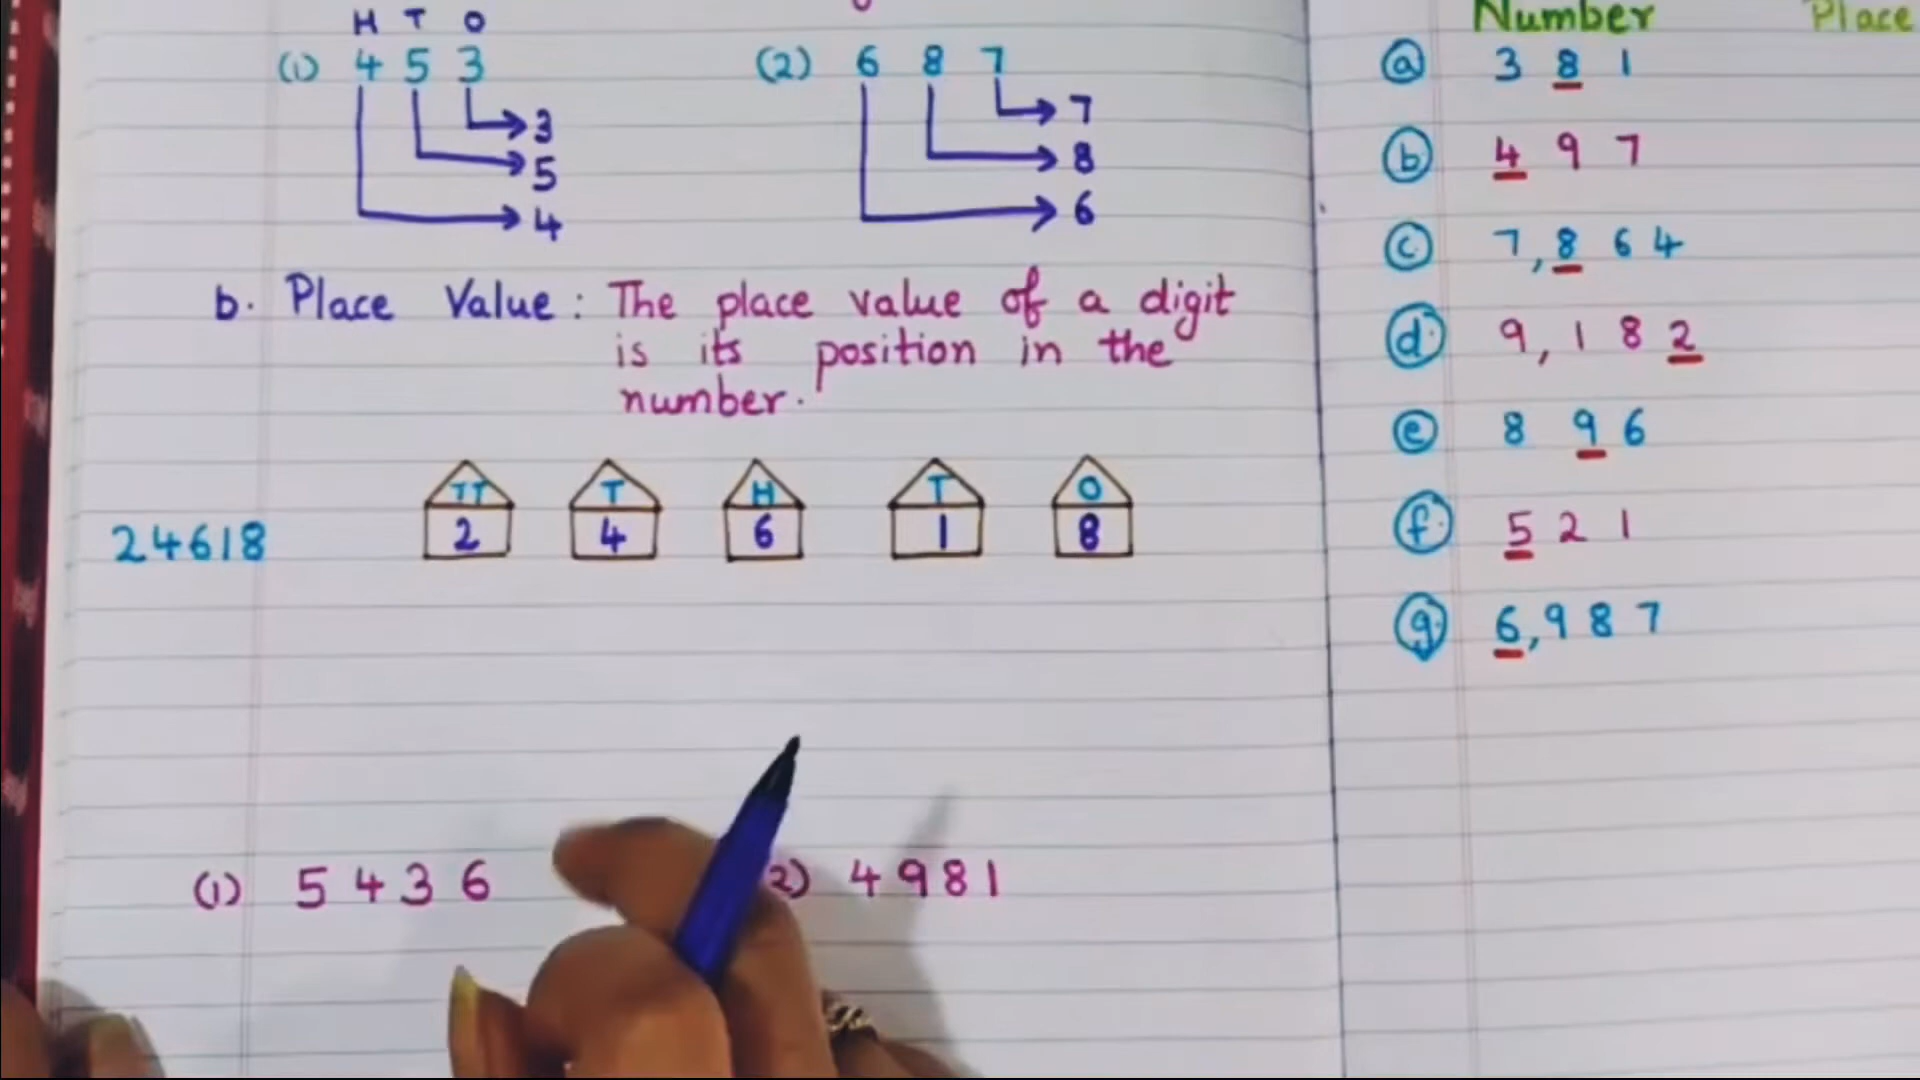 H T O
(1) 4 5 3
3
5
4
(2) 6 8 7
7
8
6
b. Place Value: The place value of a digit
is its position in the
number.
24618
TT T H T O
2 4 6 1 8
(1) 5 4 3 6
2) 4 9 8 1
Number Place
a 3 8 1
b 4 9 7
c 7,8 6 4
d 9,1 8 2
e 8 9 6
f 5 2 1
g 6,9 8 7